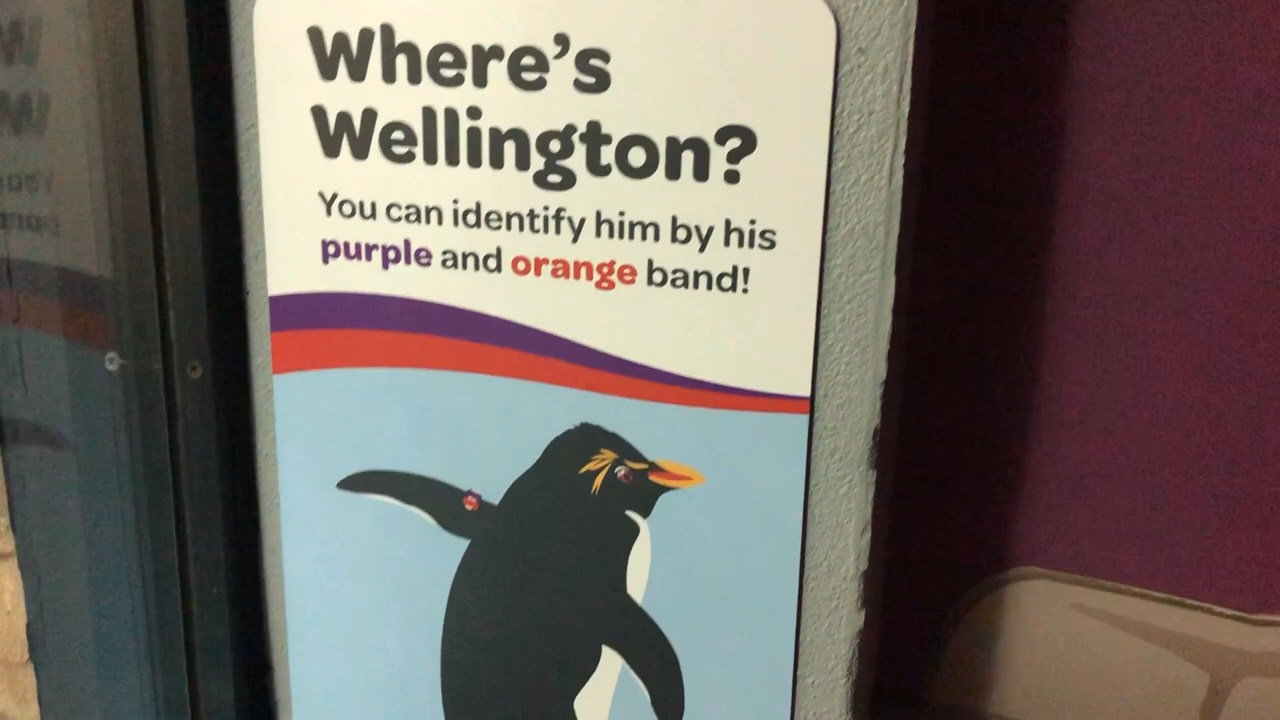 Where's
Wellington?
You can identify him by his
purple and orange band!